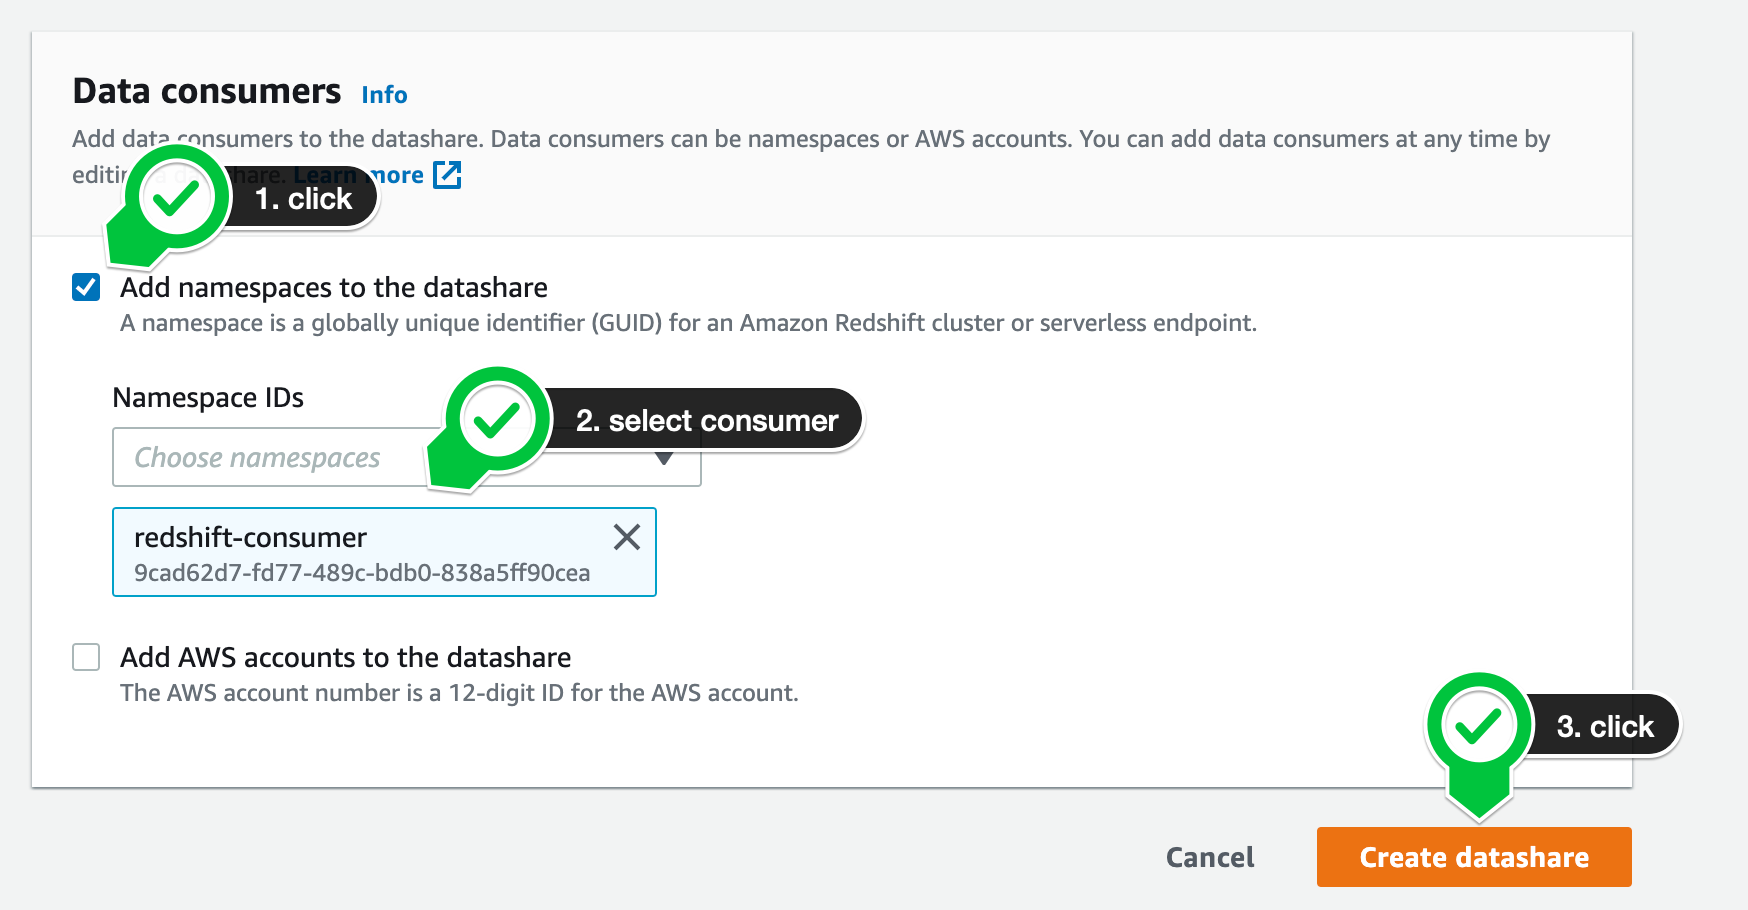 Data consumers Info
Add data consumers to the datashare. Data consumers can be namespaces or AWS accounts. You can add data consumers at any time by
editing a datashare. Learn more
1. click
Add namespaces to the datashare
A namespace is a globally unique identifier (GUID) for an Amazon Redshift cluster or serverless endpoint.
Namespace IDs
2. select consumer
Choose namespaces
redshift-consumer
9cad62d7-fd77-489c-bdb0-838a5ff90cea
Add AWS accounts to the datashare
The AWS account number is a 12-digit ID for the AWS account.
3. click
Cancel
Create datashare